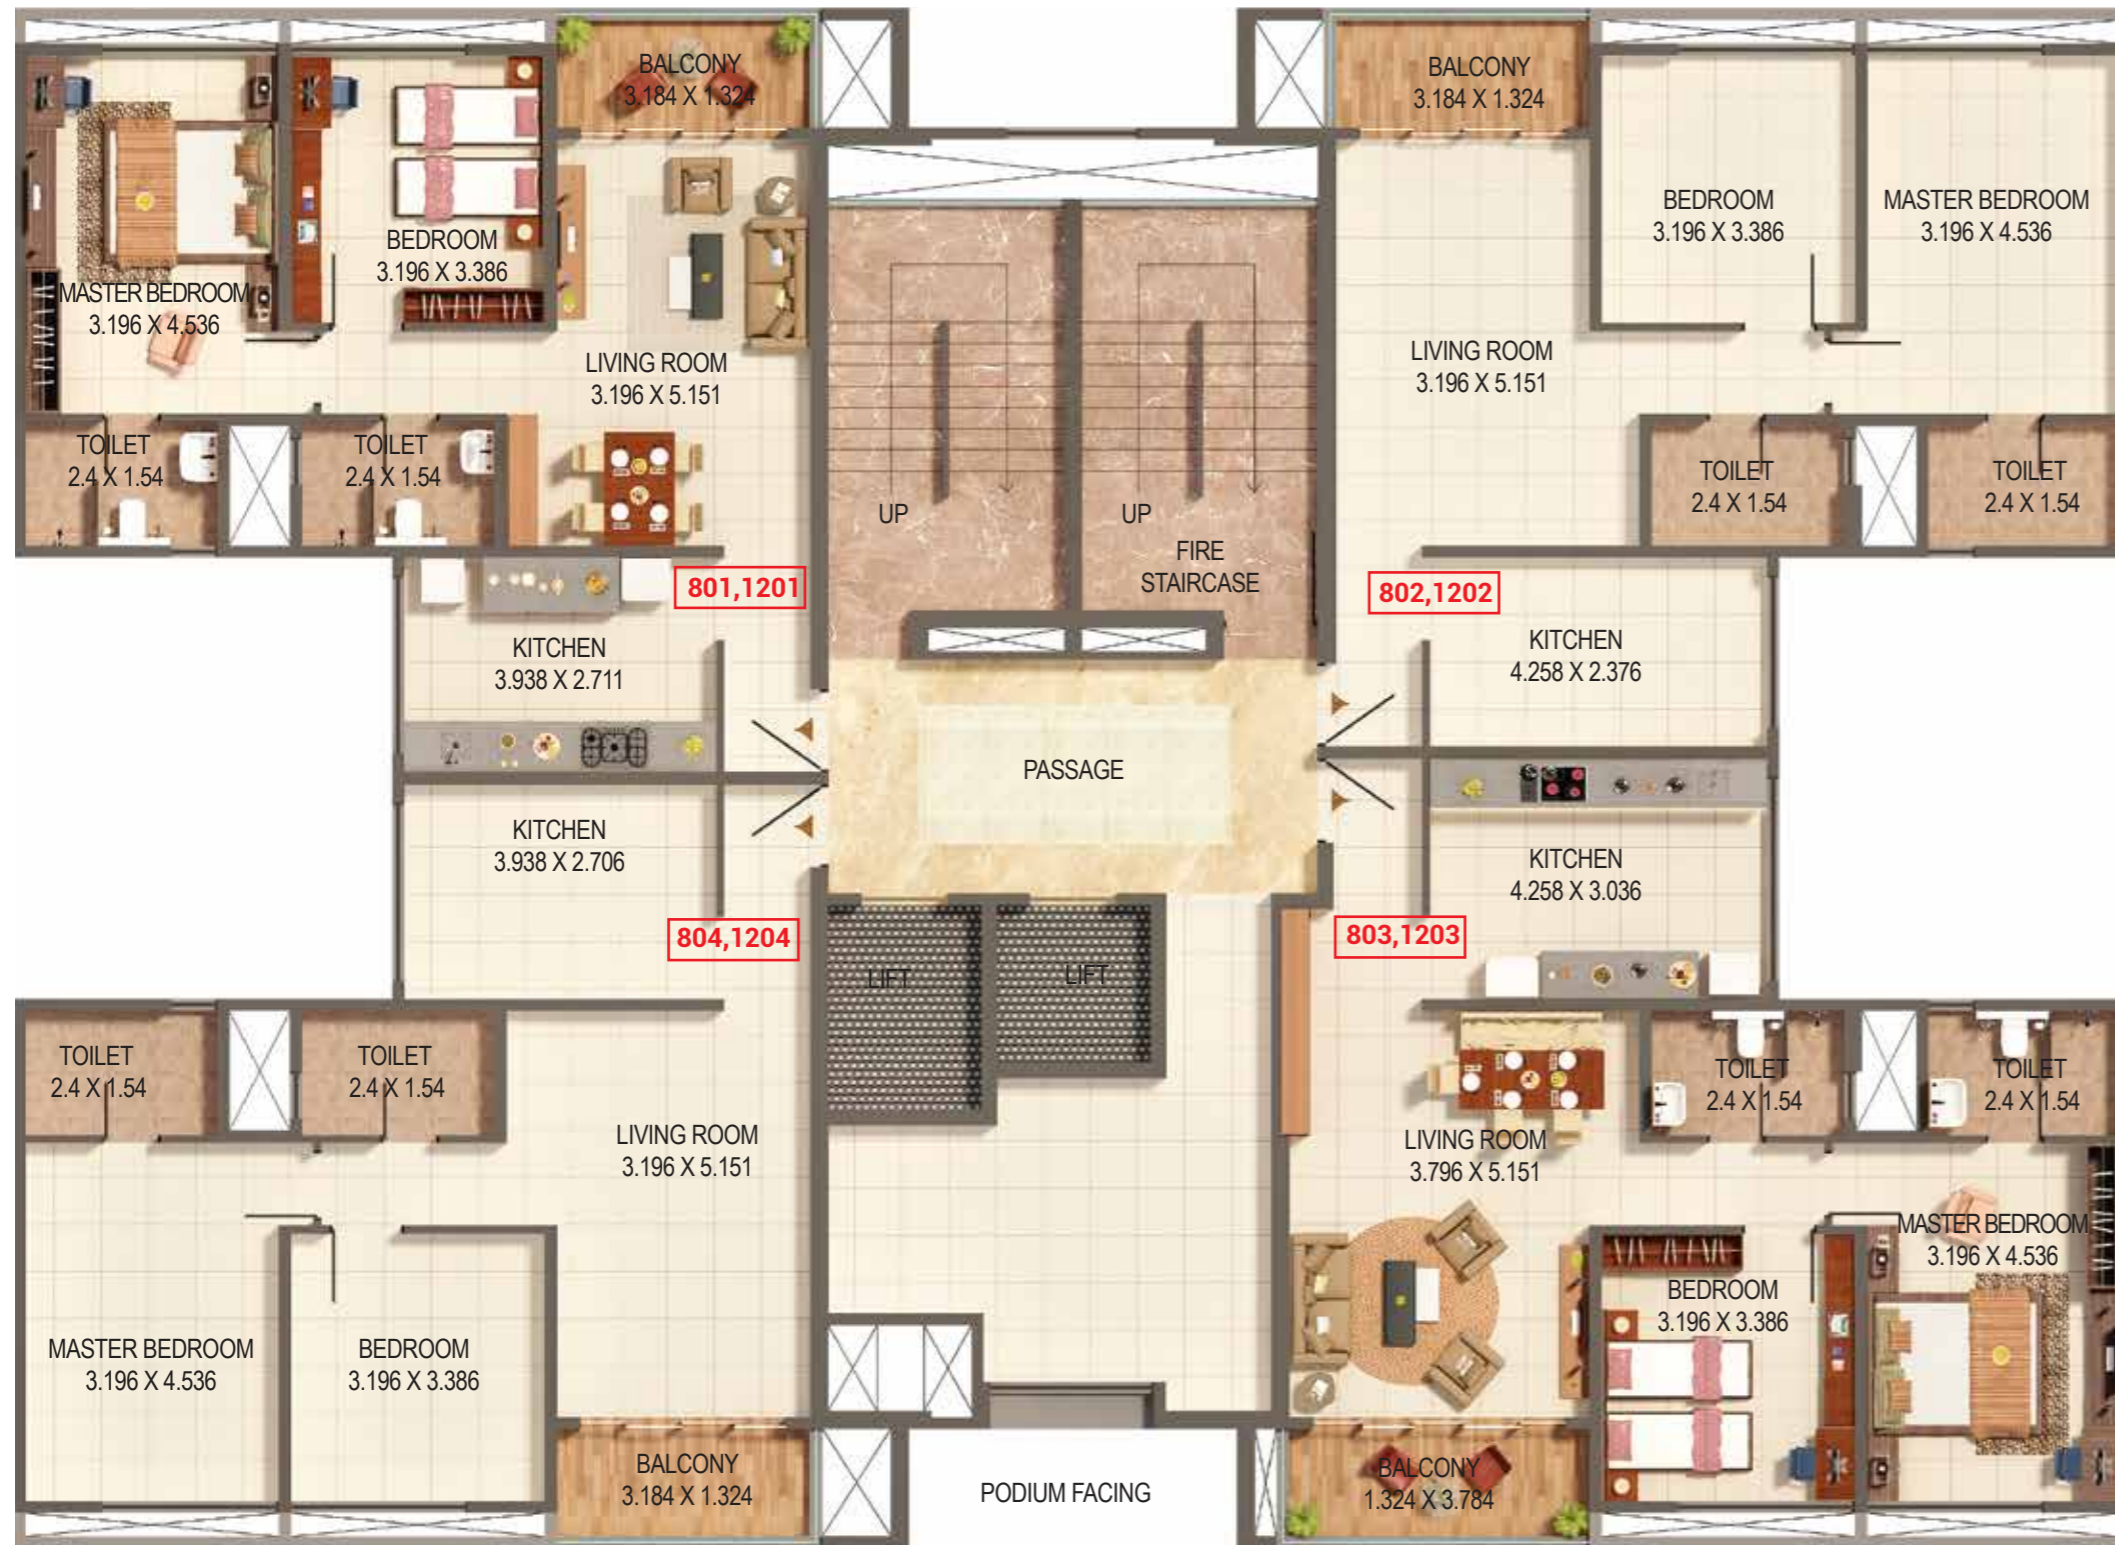 BALCONY
3.184 X 1.324
BALCONY
3.184 X 1.324
BEDROOM
3.196 X 3.386
MASTER BEDROOM
3.196 X 4.536
BEDROOM
3.196 X 3.386
MASTER BEDROOM
3.196 X 4.536
LIVING ROOM
3.196 X 5.151
LIVING ROOM
3.196 X 5.151
TOILET
2.4 X 1.54
TOILET
2.4 X 1.54
TOILET
2.4 X 1.54
TOILET
2.4 X 1.54
UP
UP
FIRE
STAIRCASE
801,1201
802,1202
KITCHEN
3.938 X 2.711
KITCHEN
4.258 X 2.376
PASSAGE
KITCHEN
3.938 X 2.706
KITCHEN
4.258 X 3.036
804,1204
803,1203
LIFT
LIFT
TOILET
2.4 X 1.54
TOILET
2.4 X 1.54
TOILET
2.4 X 1.54
TOILET
2.4 X 1.54
LIVING ROOM
3.196 X 5.151
LIVING ROOM
3.796 X 5.151
MASTER BEDROOM
3.196 X 4.536
BEDROOM
3.196 X 3.386
MASTER BEDROOM
3.196 X 4.536
BEDROOM
3.196 X 3.386
BALCONY
3.184 X 1.324
PODIUM FACING
BALCONY
1.324 X 3.784